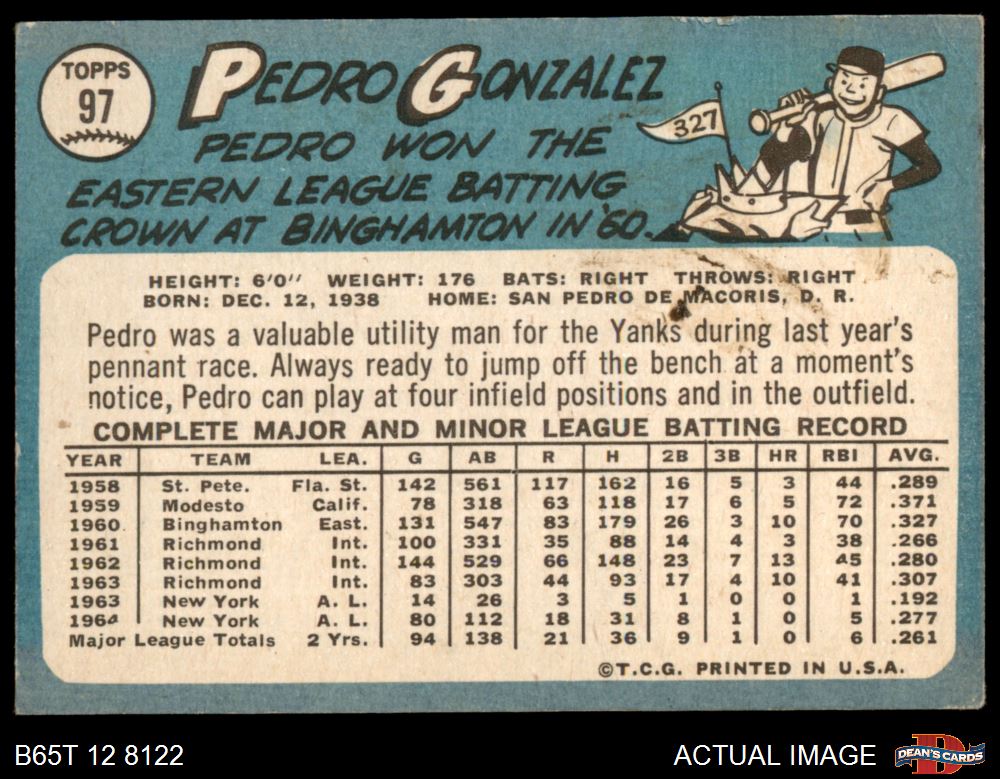 TOPPS
97
PEDRO GONZALEZ
PEDRO WON THE
EASTERN LEAGUE BATTING
CROWN AT BINGHAMTON IN '60.
327
HEIGHT: 6'0" WEIGHT: 176 BATS: RIGHT THROWS: RIGHT
BORN: DEC. 12, 1938 HOME: SAN PEDRO DE MACORIS, D. R.
Pedro was a valuable utility man for the Yanks during last year's
pennant race. Always ready to jump off the bench at a moment's
notice, Pedro can play at four infield positions and in the outfield.
COMPLETE MAJOR AND MINOR LEAGUE BATTING RECORD
YEAR TEAM LEA. G AB R H 2B 3B HR RBI AVG.
1958 St. Pete. Fla. St. 142 561 117 162 16 5 3 44 .289
1959 Modesto Calif. 78 318 63 118 17 6 5 72 .371
1960 Binghamton East. 131 547 83 179 26 3 10 70 .327
1961 Richmond Int. 100 331 35 88 14 4 3 38 .266
1962 Richmond Int. 144 529 66 148 23 7 13 45 .280
1963 Richmond Int. 83 303 44 93 17 4 10 41 .307
1963 New York A. L. 14 26 3 5 1 0 0 1 .192
1964 New York A. L. 80 112 18 31 8 1 0 5 .277
Major League Totals 2 Yrs. 94 138 21 36 9 1 0 6 .261
©T.C.G. PRINTED IN U.S.A.
B65T 12 8122 ACTUAL IMAGE DEAN'S CARDS